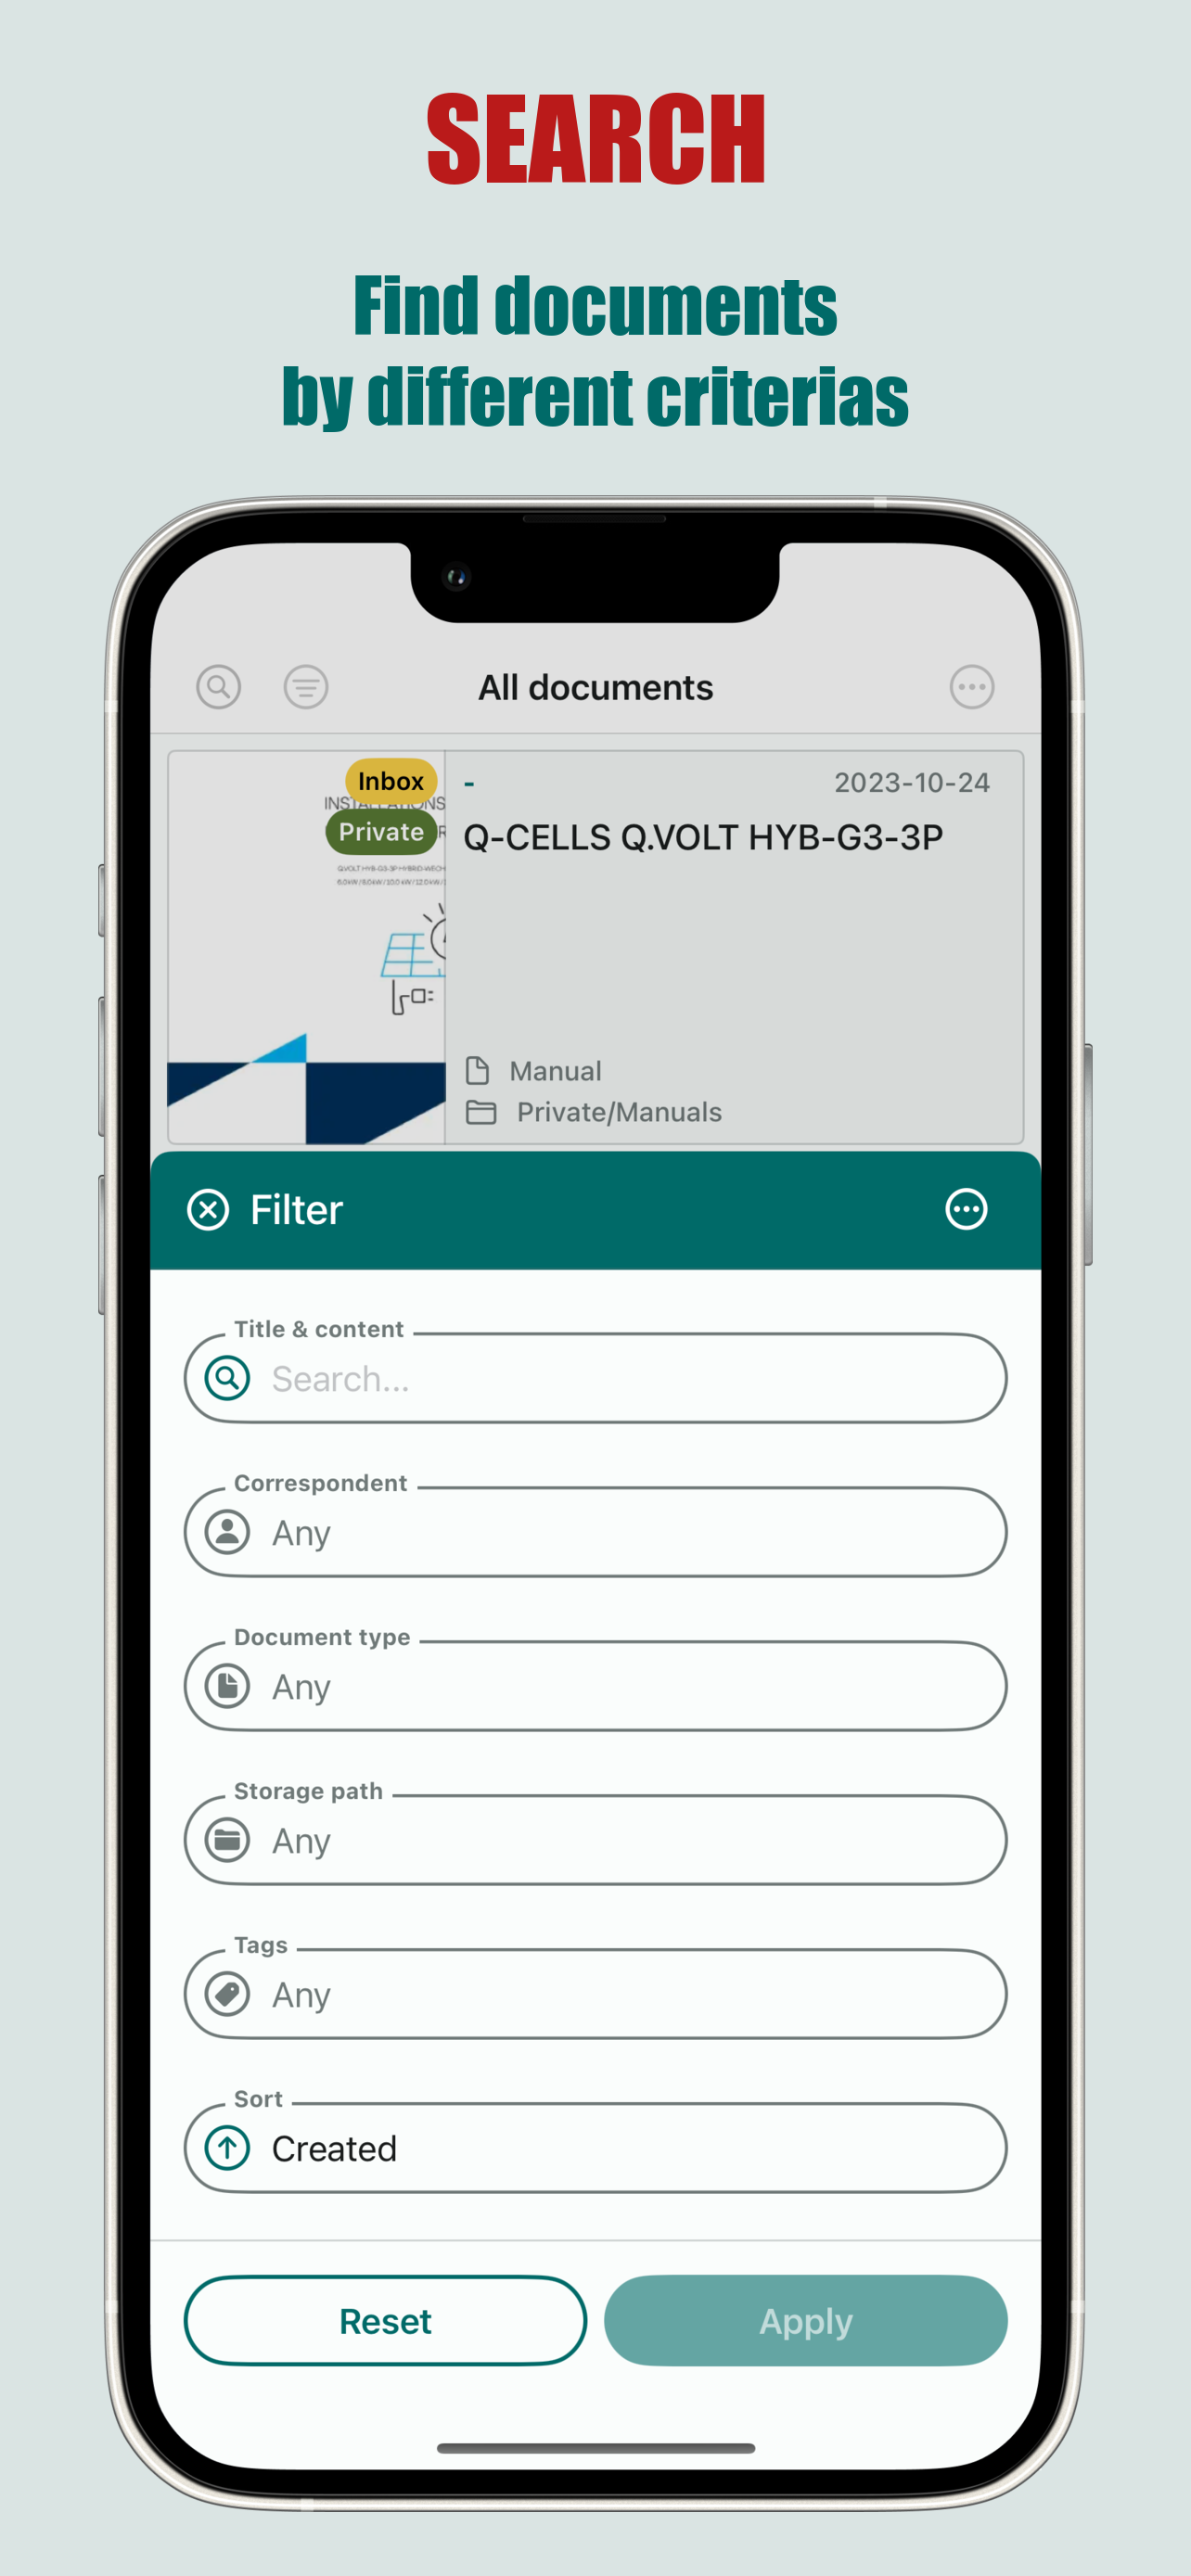 SEARCH
Find documents
by different criterias
All documents
Inbox
- 2023-10-24
Private
Q-CELLS Q.VOLT HYB-G3-3P
Manual
Private/Manuals
Filter
Title & content
Search...
Correspondent
Any
Document type
Any
Storage path
Any
Tags
Any
Sort
Created
Reset Apply